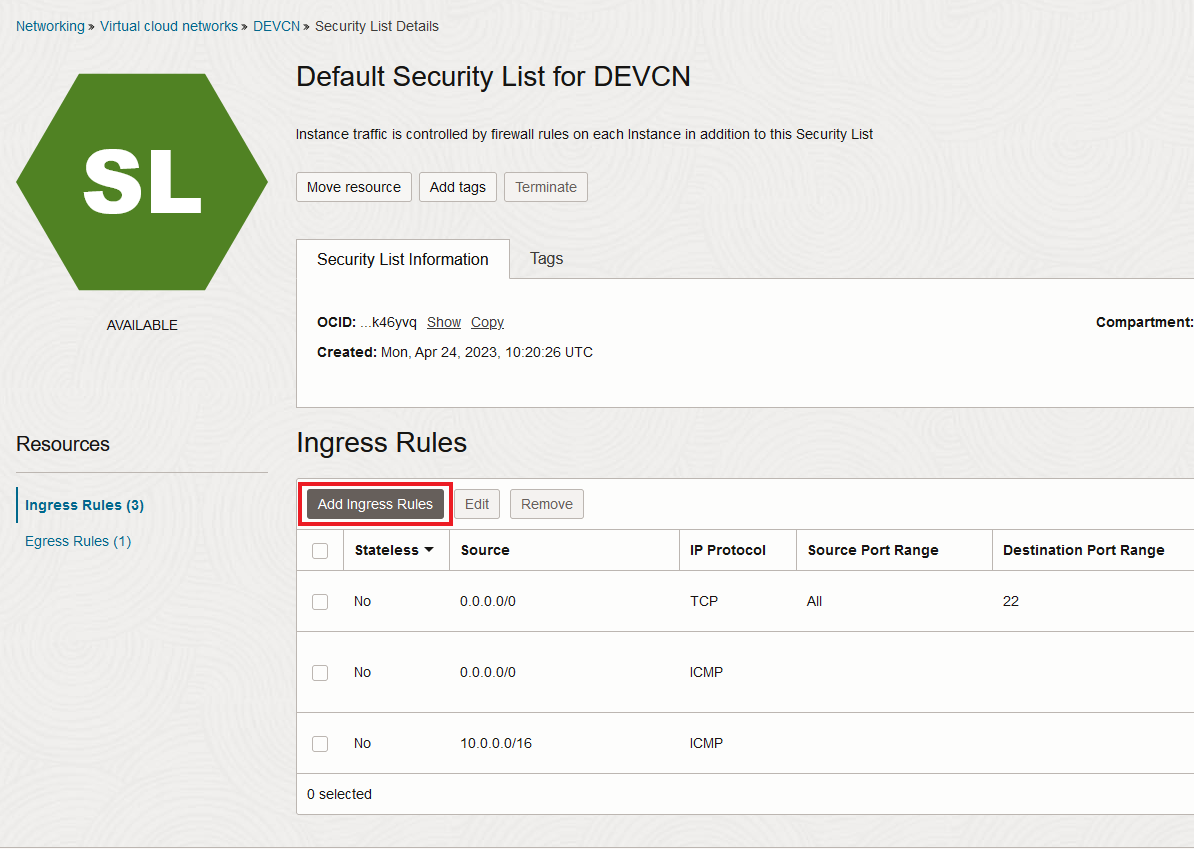 Networking » Virtual cloud networks » DEVCN » Security List Details
SL
AVAILABLE
Default Security List for DEVCN
Instance traffic is controlled by firewall rules on each Instance in addition to this Security List
Move resource Add tags Terminate
Security List Information Tags
OCID: ...k46yvq Show Copy Compartment:
Created: Mon, Apr 24, 2023, 10:20:26 UTC
Resources
Ingress Rules (3)
Egress Rules (1)
Ingress Rules
Add Ingress Rules Edit Remove
Stateless Source IP Protocol Source Port Range Destination Port Range
No 0.0.0.0/0 TCP All 22
No 0.0.0.0/0 ICMP
No 10.0.0.0/16 ICMP
0 selected